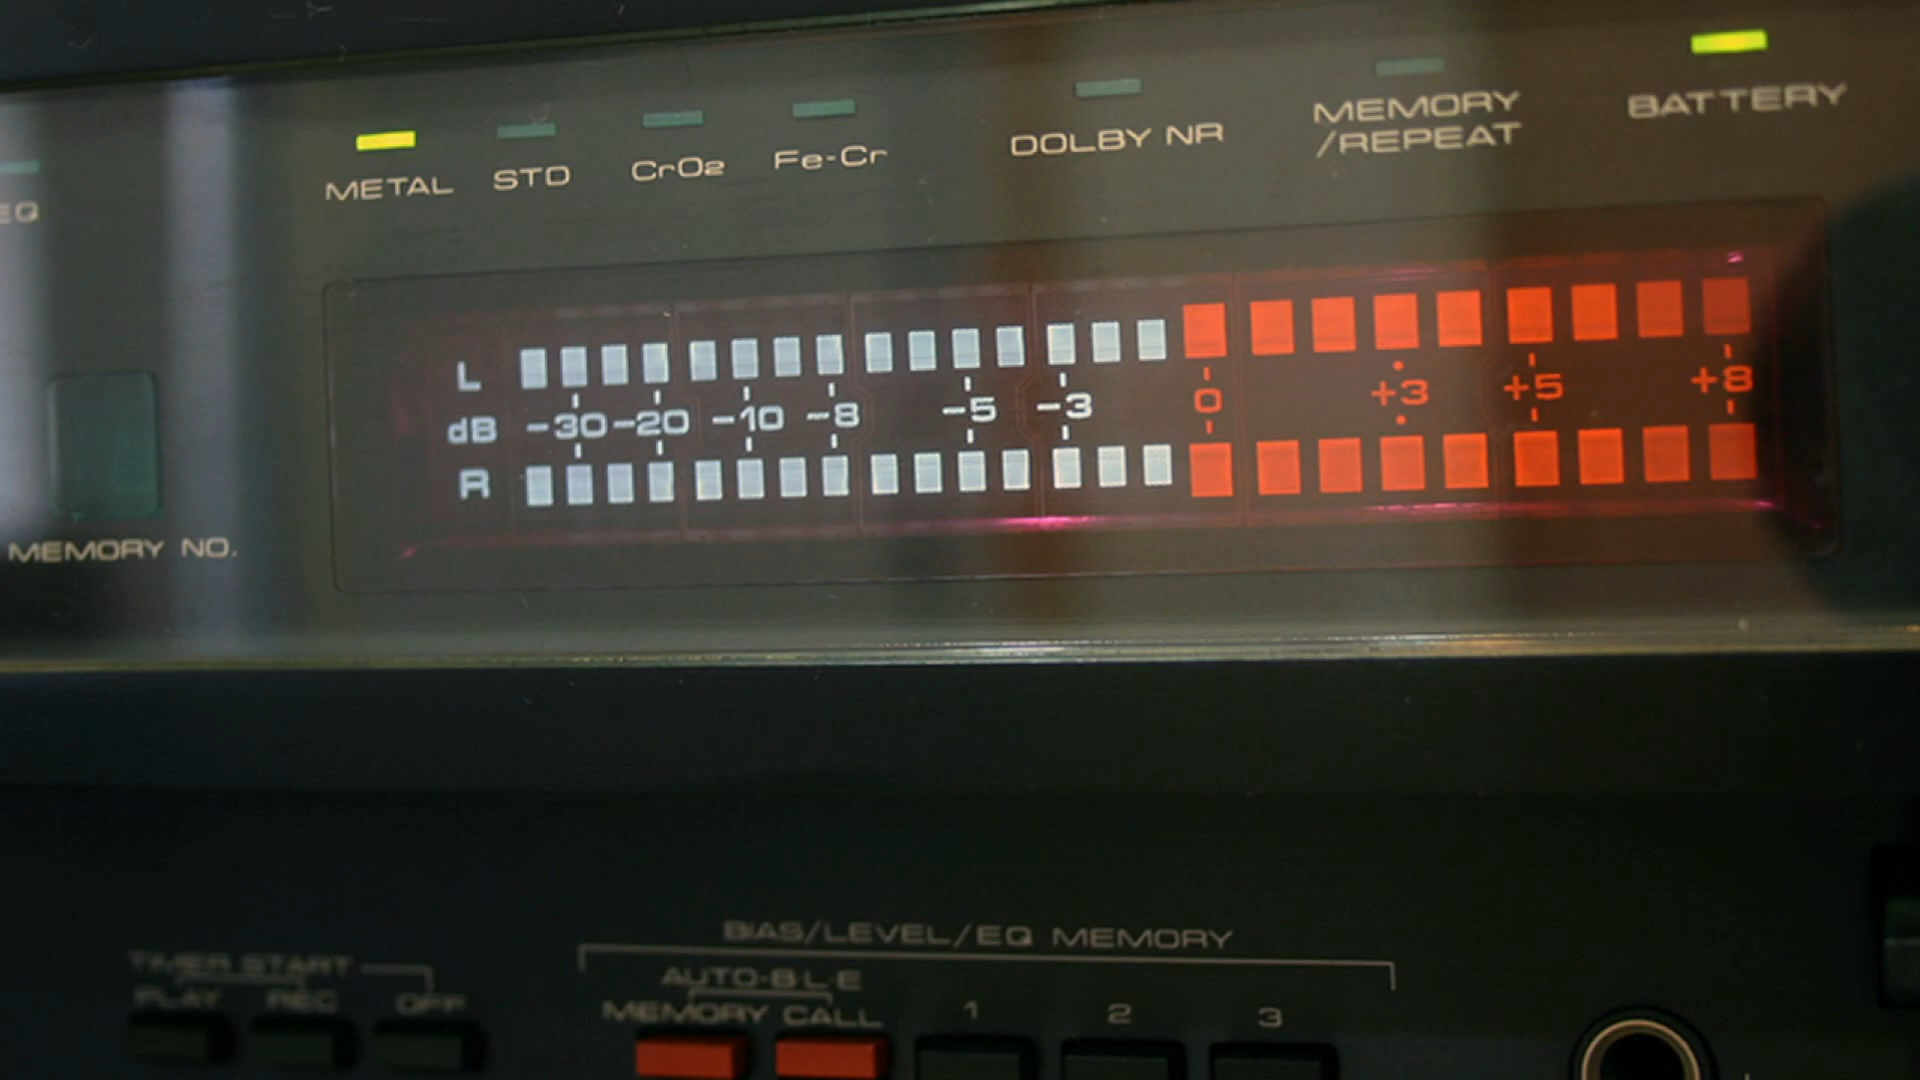 METAL STD CrO2 Fe-Cr DOLBY NR MEMORY /REPEAT BATTERY
EQ
L
dB -30 -20 -10 -8 -5 -3 0 +3 +5 +8
R
MEMORY NO.
BIAS/LEVEL/EQ MEMORY
TIMER START
AUTO-B·L·E
PLAY REC OFF
MEMORY CALL 1 2 3